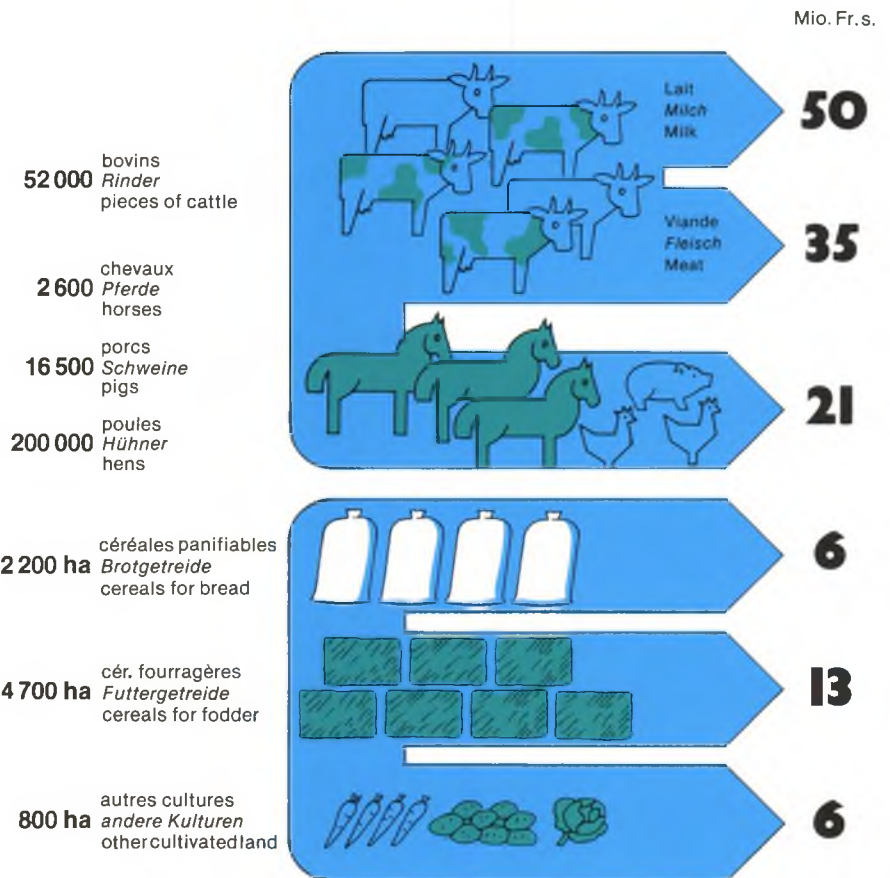 Mio. Fr. s.
Lait
Milch
Milk
50
52 000
bovins
Rinder
pieces of cattle
Viande
Fleisch
Meat
35
2 600
chevaux
Pferde
horses
16 500
porcs
Schweine
pigs
21
200 000
poules
Hühner
hens
2 200 ha
céréales panifiables
Brotgetreide
cereals for bread
6
4 700 ha
cér. fourragères
Futtergetreide
cereals for fodder
13
800 ha
autres cultures
andere Kulturen
other cultivated land
6